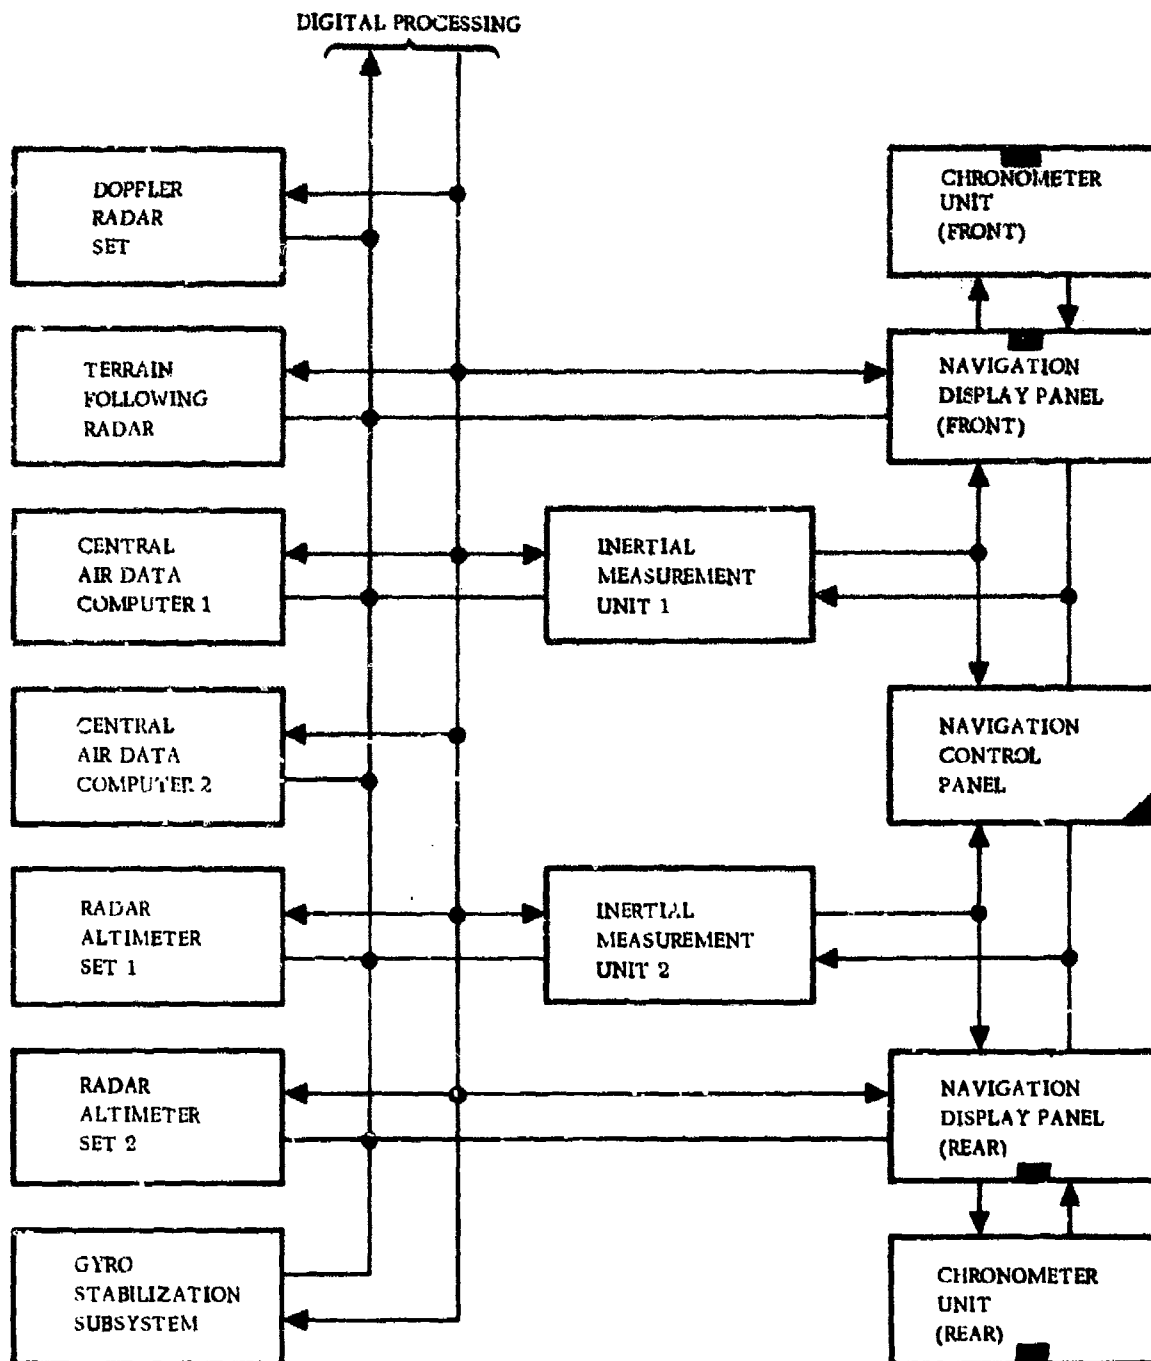 DIGITAL PROCESSING
DOPPLER
RADAR
SET
CHRONOMETER
UNIT
(FRONT)
TERRAIN
FOLLOWING
RADAR
NAVIGATION
DISPLAY PANEL
(FRONT)
CENTRAL
AIR DATA
COMPUTER 1
INERTIAL
MEASUREMENT
UNIT 1
CENTRAL
AIR DATA
COMPUTER 2
NAVIGATION
CONTROL
PANEL
RADAR
ALTIMETER
SET 1
INERTIAL
MEASUREMENT
UNIT 2
RADAR
ALTIMETER
SET 2
NAVIGATION
DISPLAY PANEL
(REAR)
GYRO
STABILIZATION
SUBSYSTEM
CHRONOMETER
UNIT
(REAR)